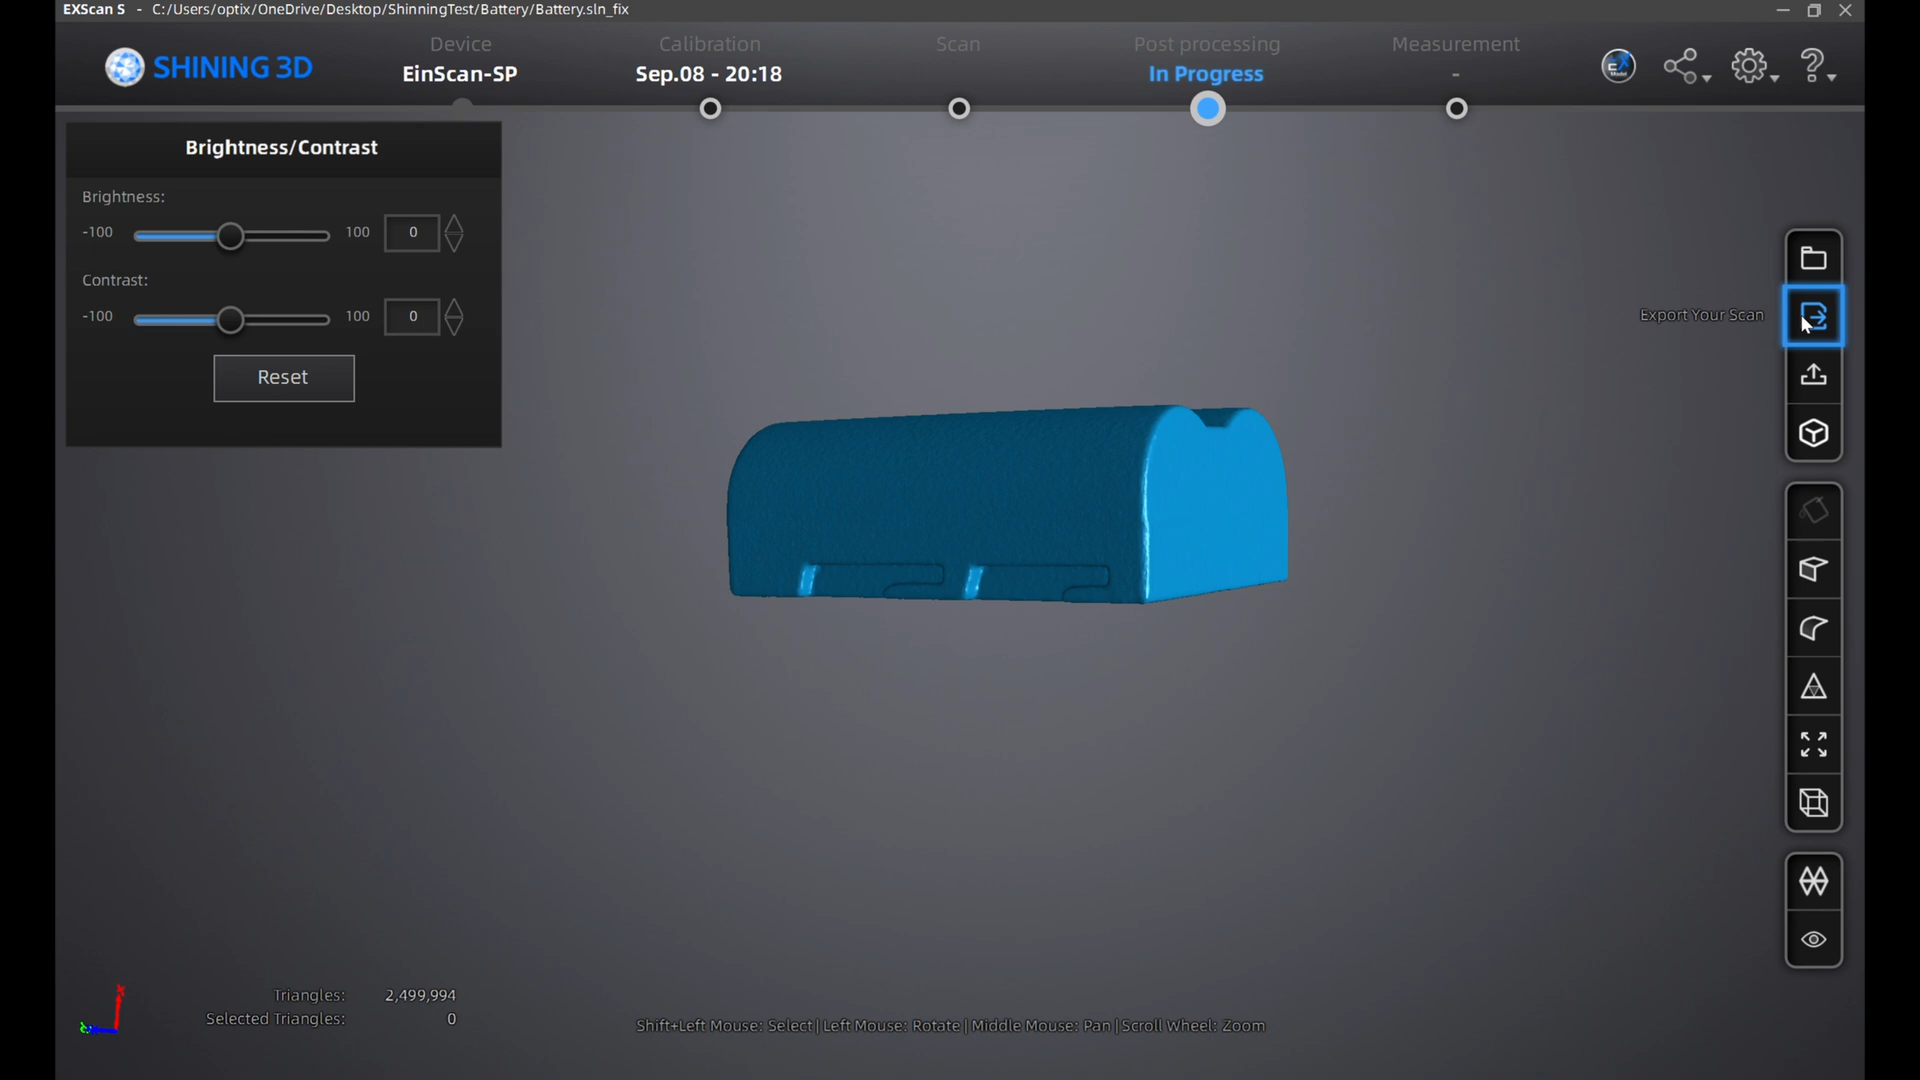 EXScan S - C:/Users/optix/OneDrive/Desktop/ShinningTest/Battery/Battery.sln_fix
SHINING 3D
Device
EinScan-SP
Calibration
Sep.08 - 20:18
Scan
Post processing
In Progress
Measurement
-
Brightness/Contrast
Brightness:
-100 100 0
Contrast:
-100 100 0
Reset
Export Your Scan
Triangles: 2,499,994
Selected Triangles: 0
Shift+Left Mouse: Select | Left Mouse: Rotate | Middle Mouse: Pan | Scroll Wheel: Zoom